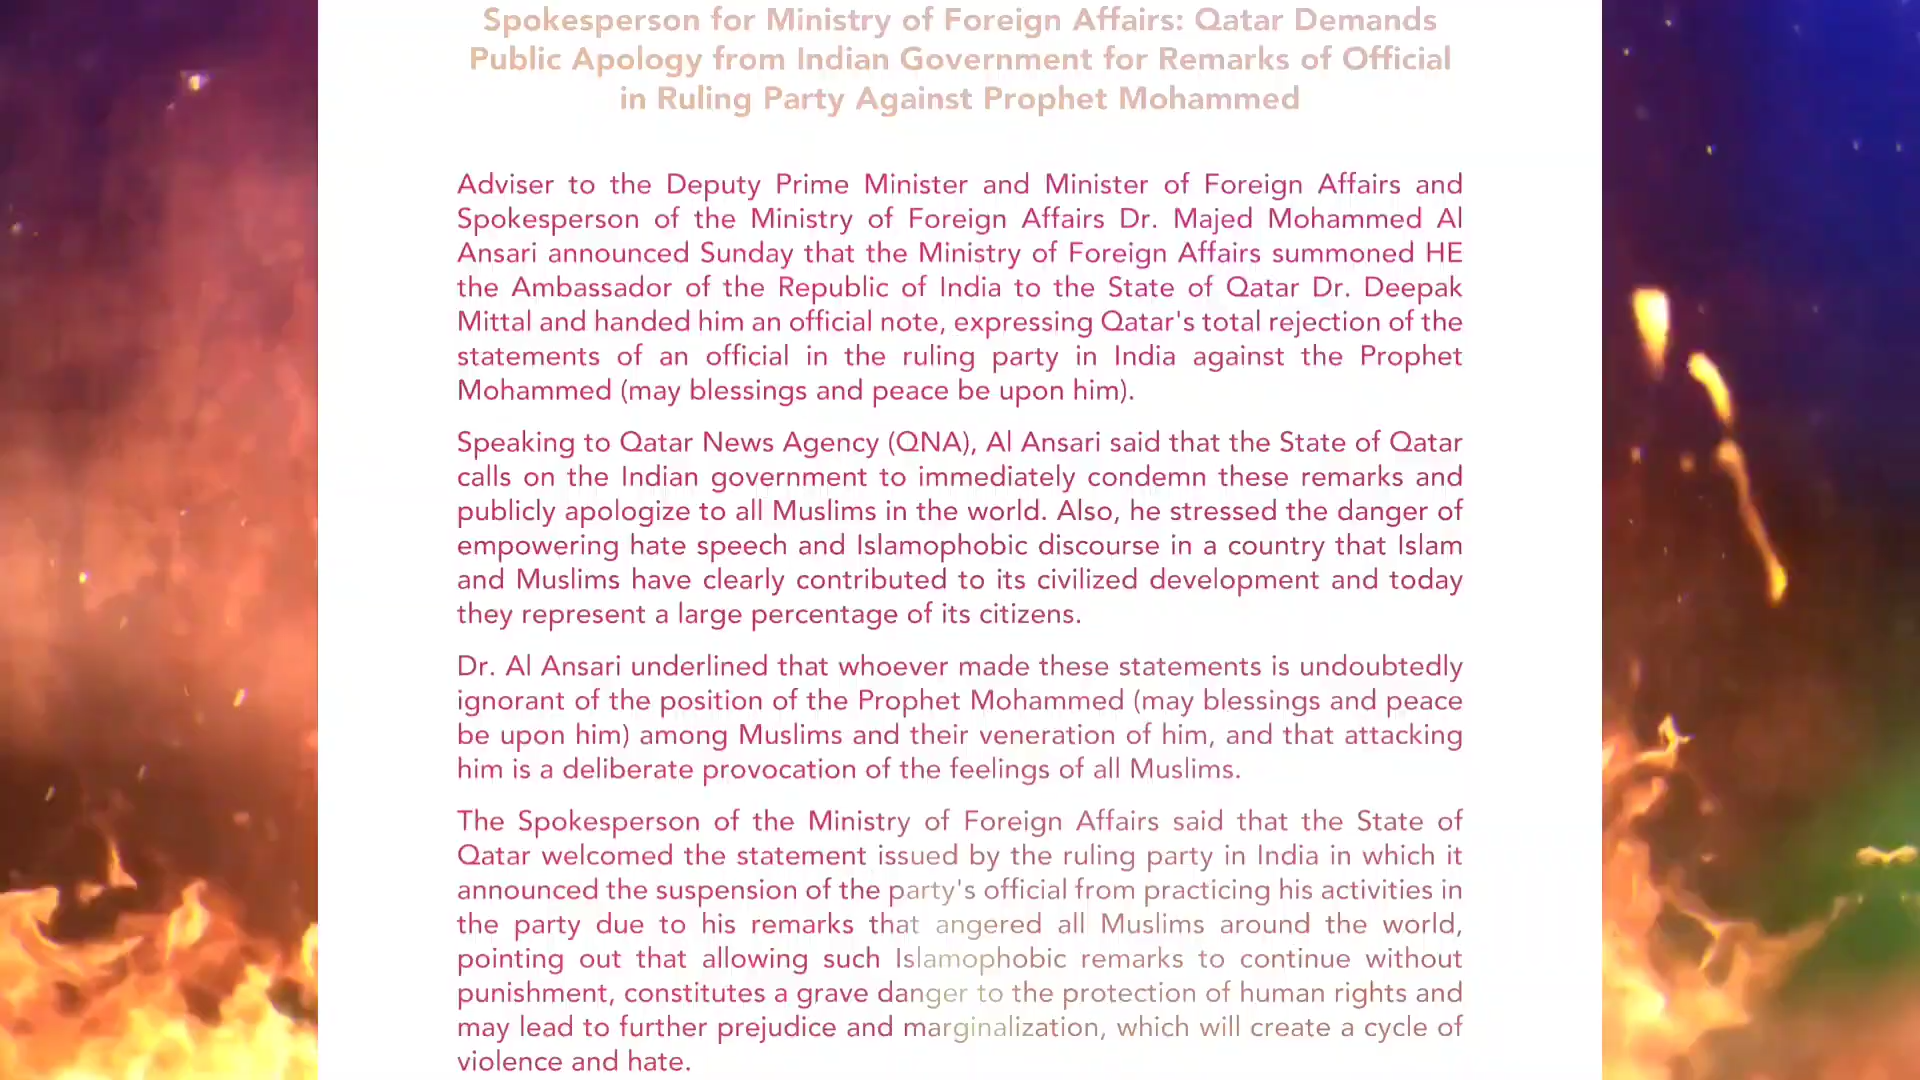 Spokesperson for Ministry of Foreign Affairs: Qatar Demands
Public Apology from Indian Government for Remarks of Official
in Ruling Party Against Prophet Mohammed
Adviser to the Deputy Prime Minister and Minister of Foreign Affairs and
Spokesperson of the Ministry of Foreign Affairs Dr. Majed Mohammed Al
Ansari announced Sunday that the Ministry of Foreign Affairs summoned HE
the Ambassador of the Republic of India to the State of Qatar Dr. Deepak
Mittal and handed him an official note, expressing Qatar's total rejection of the
statements of an official in the ruling party in India against the Prophet
Mohammed (may blessings and peace be upon him).
Speaking to Qatar News Agency (QNA), Al Ansari said that the State of Qatar
calls on the Indian government to immediately condemn these remarks and
publicly apologize to all Muslims in the world. Also, he stressed the danger of
empowering hate speech and Islamophobic discourse in a country that Islam
and Muslims have clearly contributed to its civilized development and today
they represent a large percentage of its citizens.
Dr. Al Ansari underlined that whoever made these statements is undoubtedly
ignorant of the position of the Prophet Mohammed (may blessings and peace
be upon him) among Muslims and their veneration of him, and that attacking
him is a deliberate provocation of the feelings of all Muslims.
The Spokesperson of the Ministry of Foreign Affairs said that the State of
Qatar welcomed the statement issued by the ruling party in India in which it
announced the suspension of the party's official from practicing his activities in
the party due to his remarks that angered all Muslims around the world,
pointing out that allowing such Islamophobic remarks to continue without
punishment, constitutes a grave danger to the protection of human rights and
may lead to further prejudice and marginalization, which will create a cycle of
violence and hate.